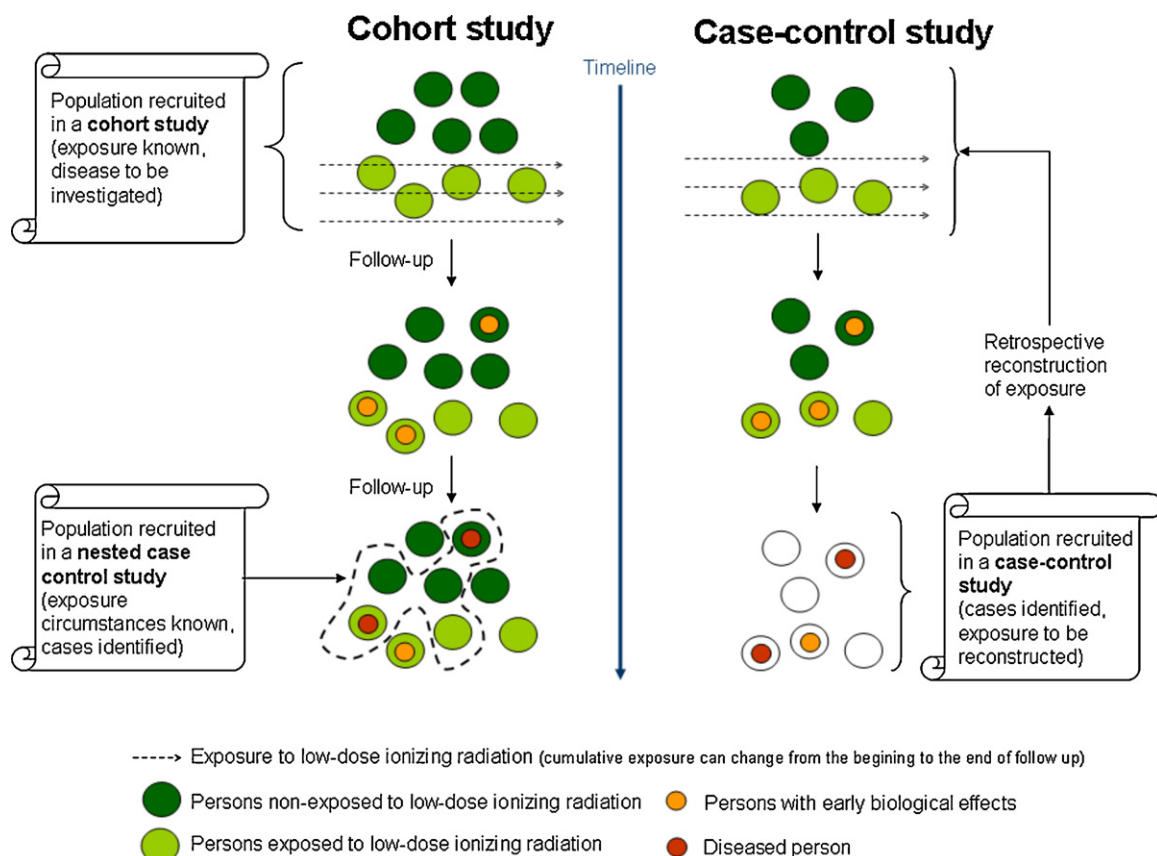 Cohort study
Case-control study
Timeline
Population recruited
in a cohort study
(exposure known,
disease to be
investigated)
Follow-up
Retrospective
reconstruction
of exposure
Follow-up
Population recruited
in a nested case
control study
(exposure
circumstances known,
cases identified)
Population recruited
in a case-control
study
(cases identified,
exposure to be
reconstructed)
Exposure to low-dose ionizing radiation (cumulative exposure can change from the begining to the end of follow up)
Persons non-exposed to low-dose ionizing radiation
Persons with early biological effects
Persons exposed to low-dose ionizing radiation
Diseased person